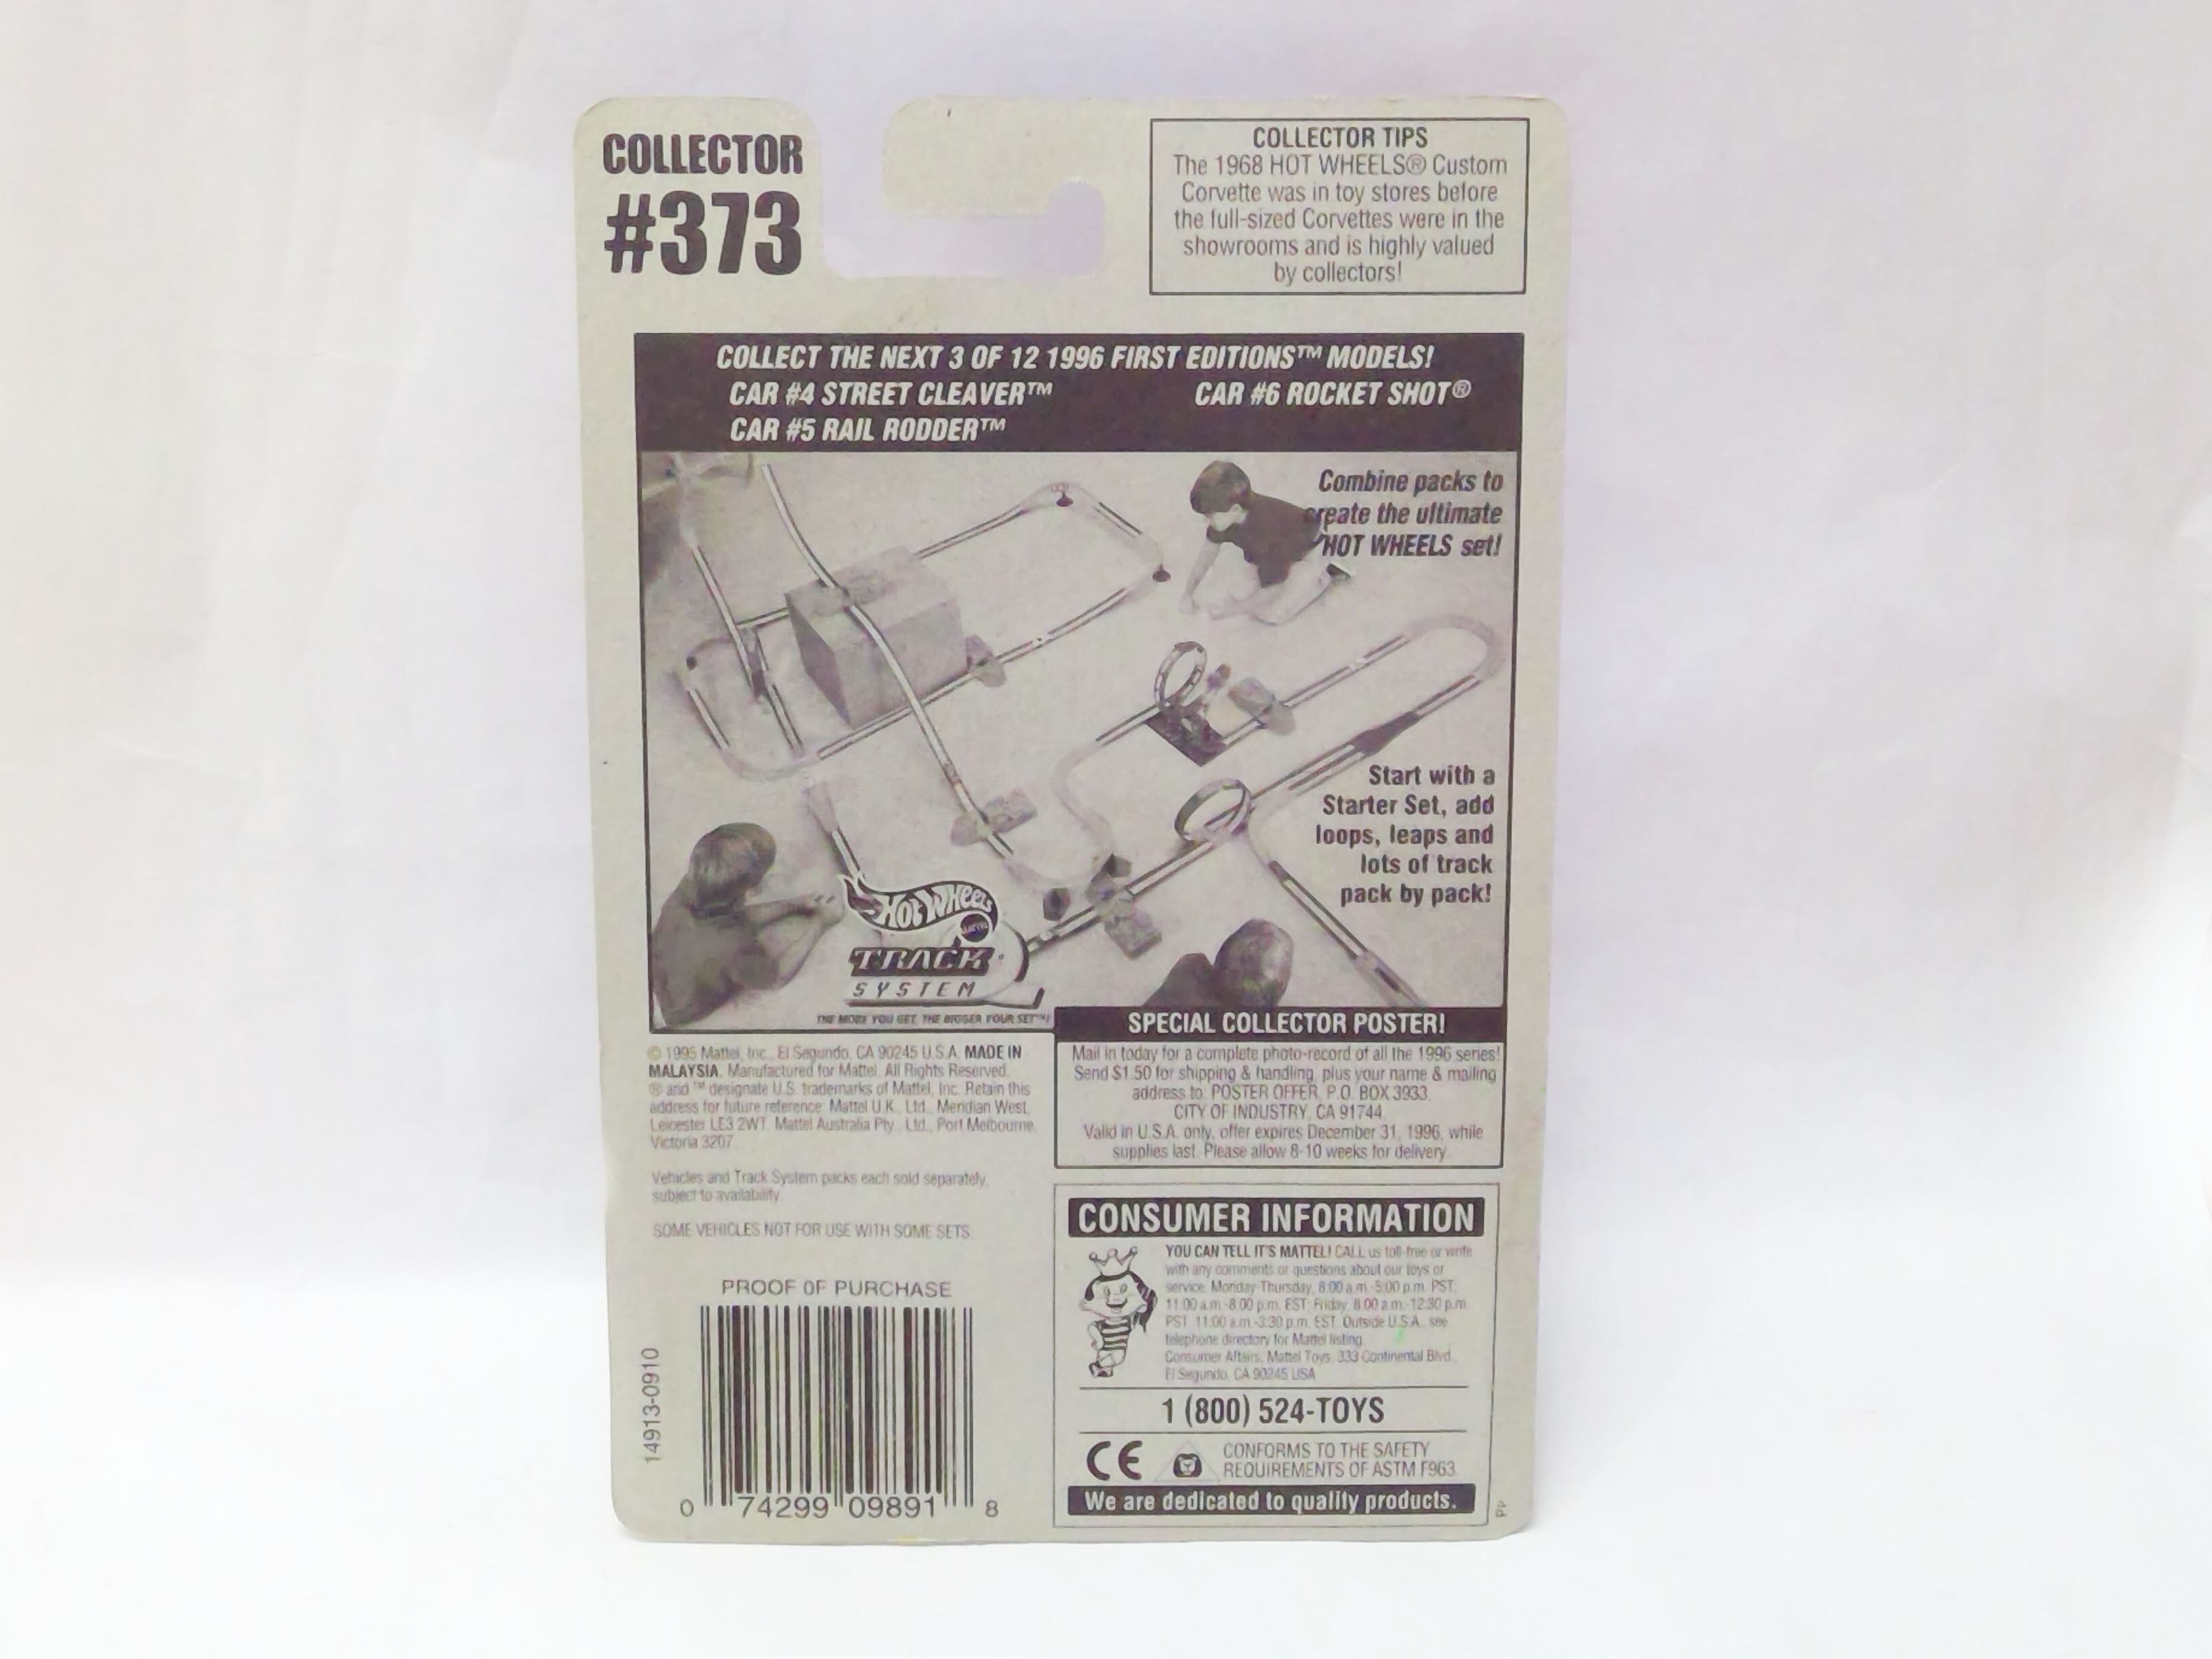 COLLECTOR
#373
COLLECTOR TIPS
The 1968 HOT WHEELS® Custom
Corvette was in toy stores before
the full-sized Corvettes were in the
showrooms and is highly valued
by collectors!
COLLECT THE NEXT 3 OF 12 1996 FIRST EDITIONS™ MODELS!
CAR #4 STREET CLEAVER™
CAR #6 ROCKET SHOT®
CAR #5 RAIL RODDER™
Combine packs to
create the ultimate
HOT WHEELS set!
Start with a
Starter Set, add
loops, leaps and
lots of track
pack by pack!
HOT WHEELS
MATTEL
TRACK
SYSTEM
THE MORE YOU GET, THE BIGGER YOUR SET™!
© 1995 Mattel, Inc., El Segundo, CA 90245 U.S.A. MADE IN
MALAYSIA. Manufactured for Mattel. All Rights Reserved.
® and ™ designate U.S. trademarks of Mattel, Inc. Retain this
address for future reference: Mattel U.K., Ltd., Meridian West,
Leicester LE3 2WT. Mattel Australia Pty., Ltd., Port Melbourne,
Victoria 3207.
Vehicles and Track System packs each sold separately,
subject to availability.
SOME VEHICLES NOT FOR USE WITH SOME SETS.
SPECIAL COLLECTOR POSTER!
Mail in today for a complete photo-record of all the 1996 series!
Send $1.50 for shipping & handling, plus your name & mailing
address to: POSTER OFFER, P.O. BOX 3933,
CITY OF INDUSTRY, CA 91744.
Valid in U.S.A. only, offer expires December 31, 1996, while
supplies last. Please allow 8-10 weeks for delivery.
CONSUMER INFORMATION
YOU CAN TELL IT'S MATTEL! CALL us toll-free or write
with any comments or questions about our toys or
service. Monday-Thursday, 8:00 a.m.-5:00 p.m. PST;
11:00 a.m.-8:00 p.m. EST; Friday, 8:00 a.m.-12:30 p.m.
PST, 11:00 a.m.-3:30 p.m. EST. Outside U.S.A., see
telephone directory for Mattel listing.
Consumer Affairs, Mattel Toys, 333 Continental Blvd.,
El Segundo, CA 90245 USA
1 (800) 524-TOYS
CE
CONFORMS TO THE SAFETY
REQUIREMENTS OF ASTM F963.
We are dedicated to quality products.
PROOF OF PURCHASE
14913-0910
0 74299 09891 8